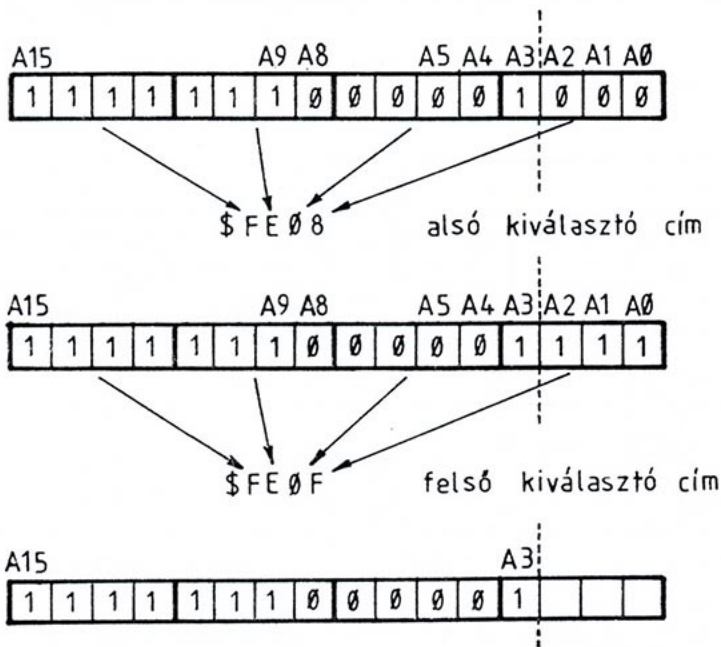 A15 A9 A8 A5 A4 A3 A2 A1 AØ
1 1 1 1 1 1 1 Ø Ø Ø Ø Ø 1 Ø Ø Ø
$FEØ8 alsó kiválasztó cím
A15 A9 A8 A5 A4 A3 A2 A1 AØ
1 1 1 1 1 1 1 Ø Ø Ø Ø Ø 1 1 1 1
$FEØF felső kiválasztó cím
A15 A3
1 1 1 1 1 1 1 Ø Ø Ø Ø Ø 1